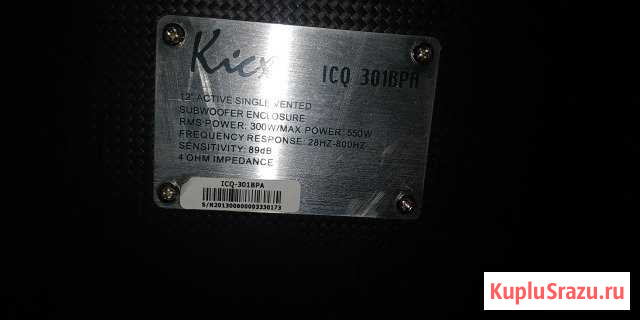 Kicx ICQ 301BPA
12" ACTIVE SINGLE VENTED
SUBWOOFER ENCLOSURE
RMS POWER: 300W/MAX POWER: 550W
FREQUENCY RESPONSE: 28HZ-800HZ
SENSITIVITY: 89dB
4 OHM IMPEDANCE
ICQ-301BPA
S/N201300600003330173
KupluSrazu.ru